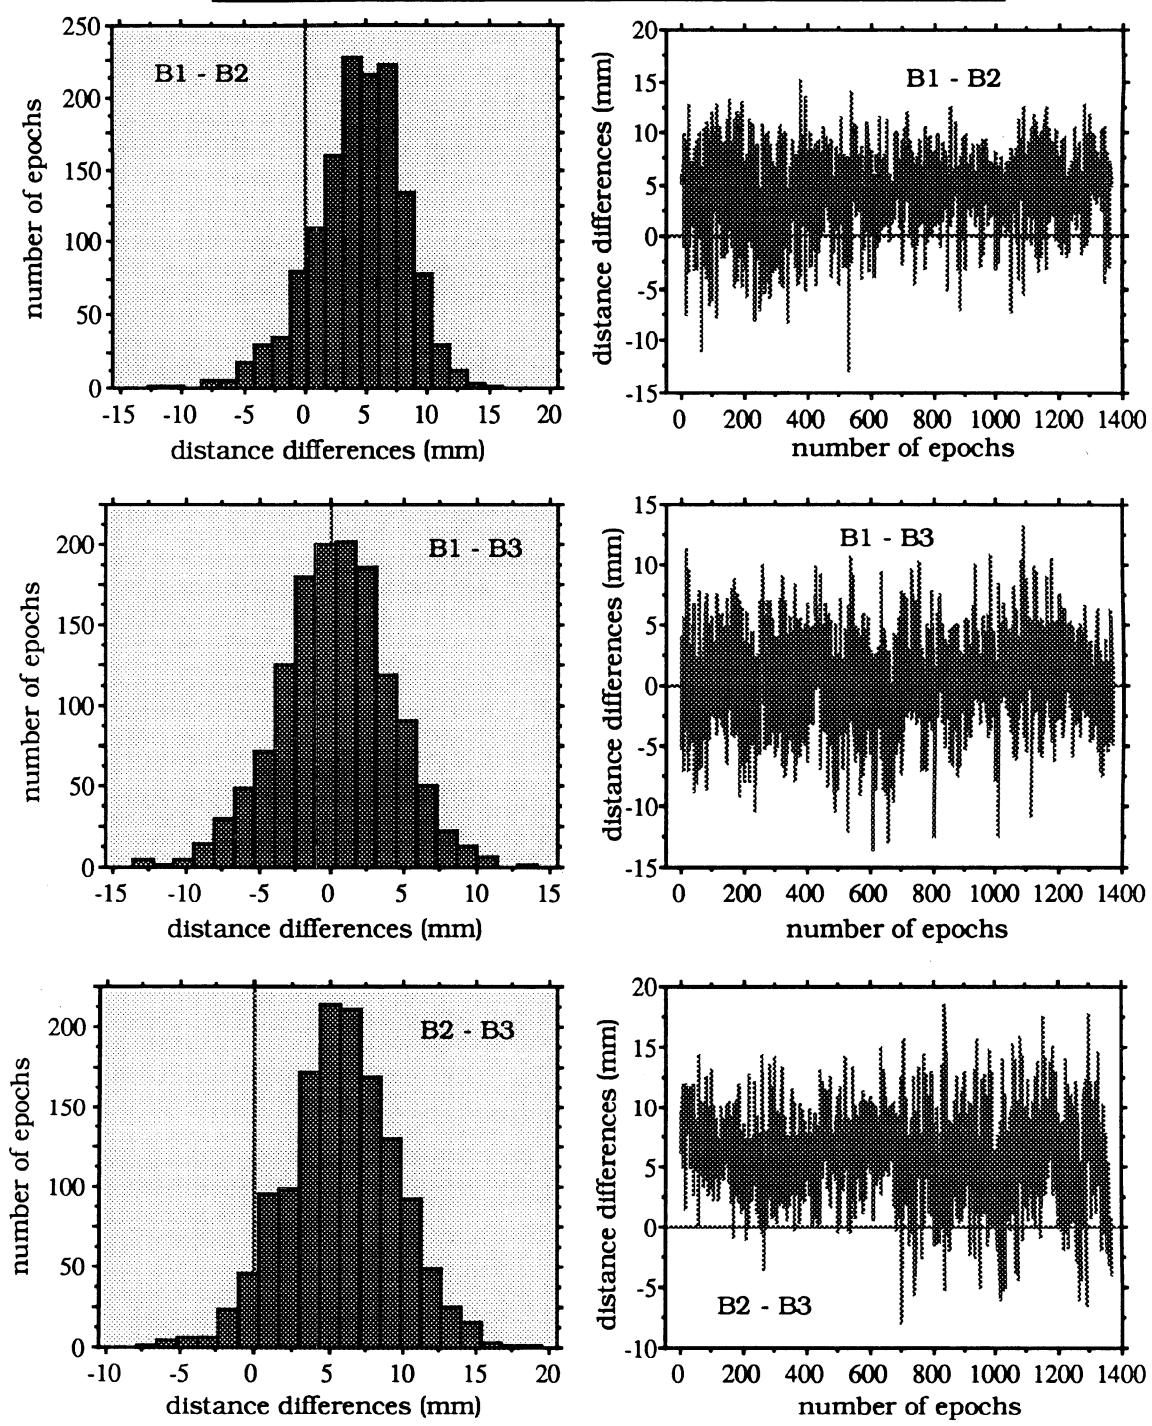 250
200
150
100
50
0
number of epochs
B1 - B2
-15 -10 -5 0 5 10 15 20
distance differences (mm)
20
15
10
5
0
-5
-10
-15
distance differences (mm)
B1 - B2
0 200 400 600 800 1000 1200 1400
number of epochs
200
150
100
50
0
number of epochs
B1 - B3
-15 -10 -5 0 5 10 15
distance differences (mm)
15
10
5
0
-5
-10
-15
distance differences (mm)
B1 - B3
0 200 400 600 800 1000 1200 1400
number of epochs
200
150
100
50
0
number of epochs
B2 - B3
-10 -5 0 5 10 15 20
distance differences (mm)
20
15
10
5
0
-5
-10
distance differences (mm)
B2 - B3
0 200 400 600 800 1000 1200 1400
number of epochs